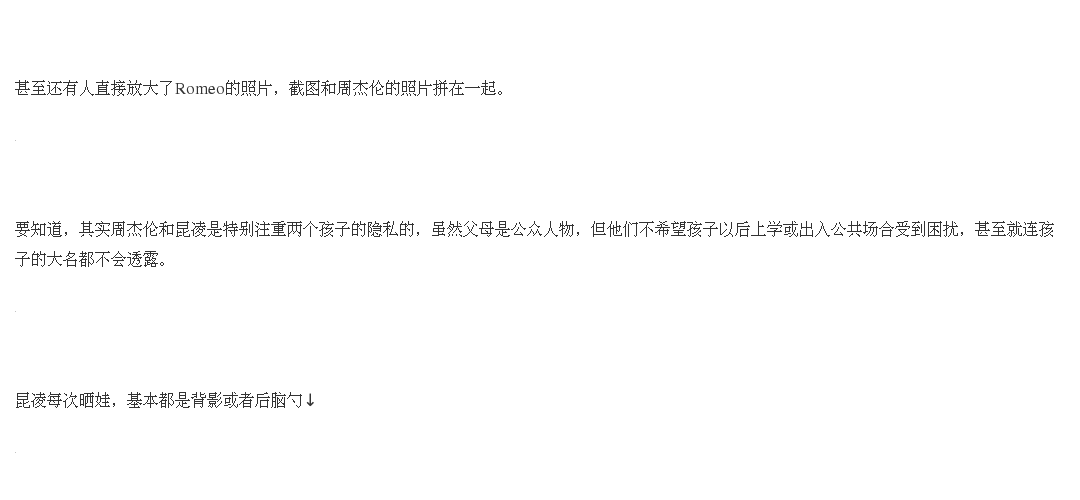 甚至还有人直接放大了Romeo的照片，截图和周杰伦的照片拼在一起。
要知道，其实周杰伦和昆凌是特别注重两个孩子的隐私的，虽然父母是公众人物，但他们不希望孩子以后上学或出入公共场合受到困扰，甚至就连孩
子的大名都不会透露。
昆凌每次晒娃，基本都是背影或者后脑勺↓